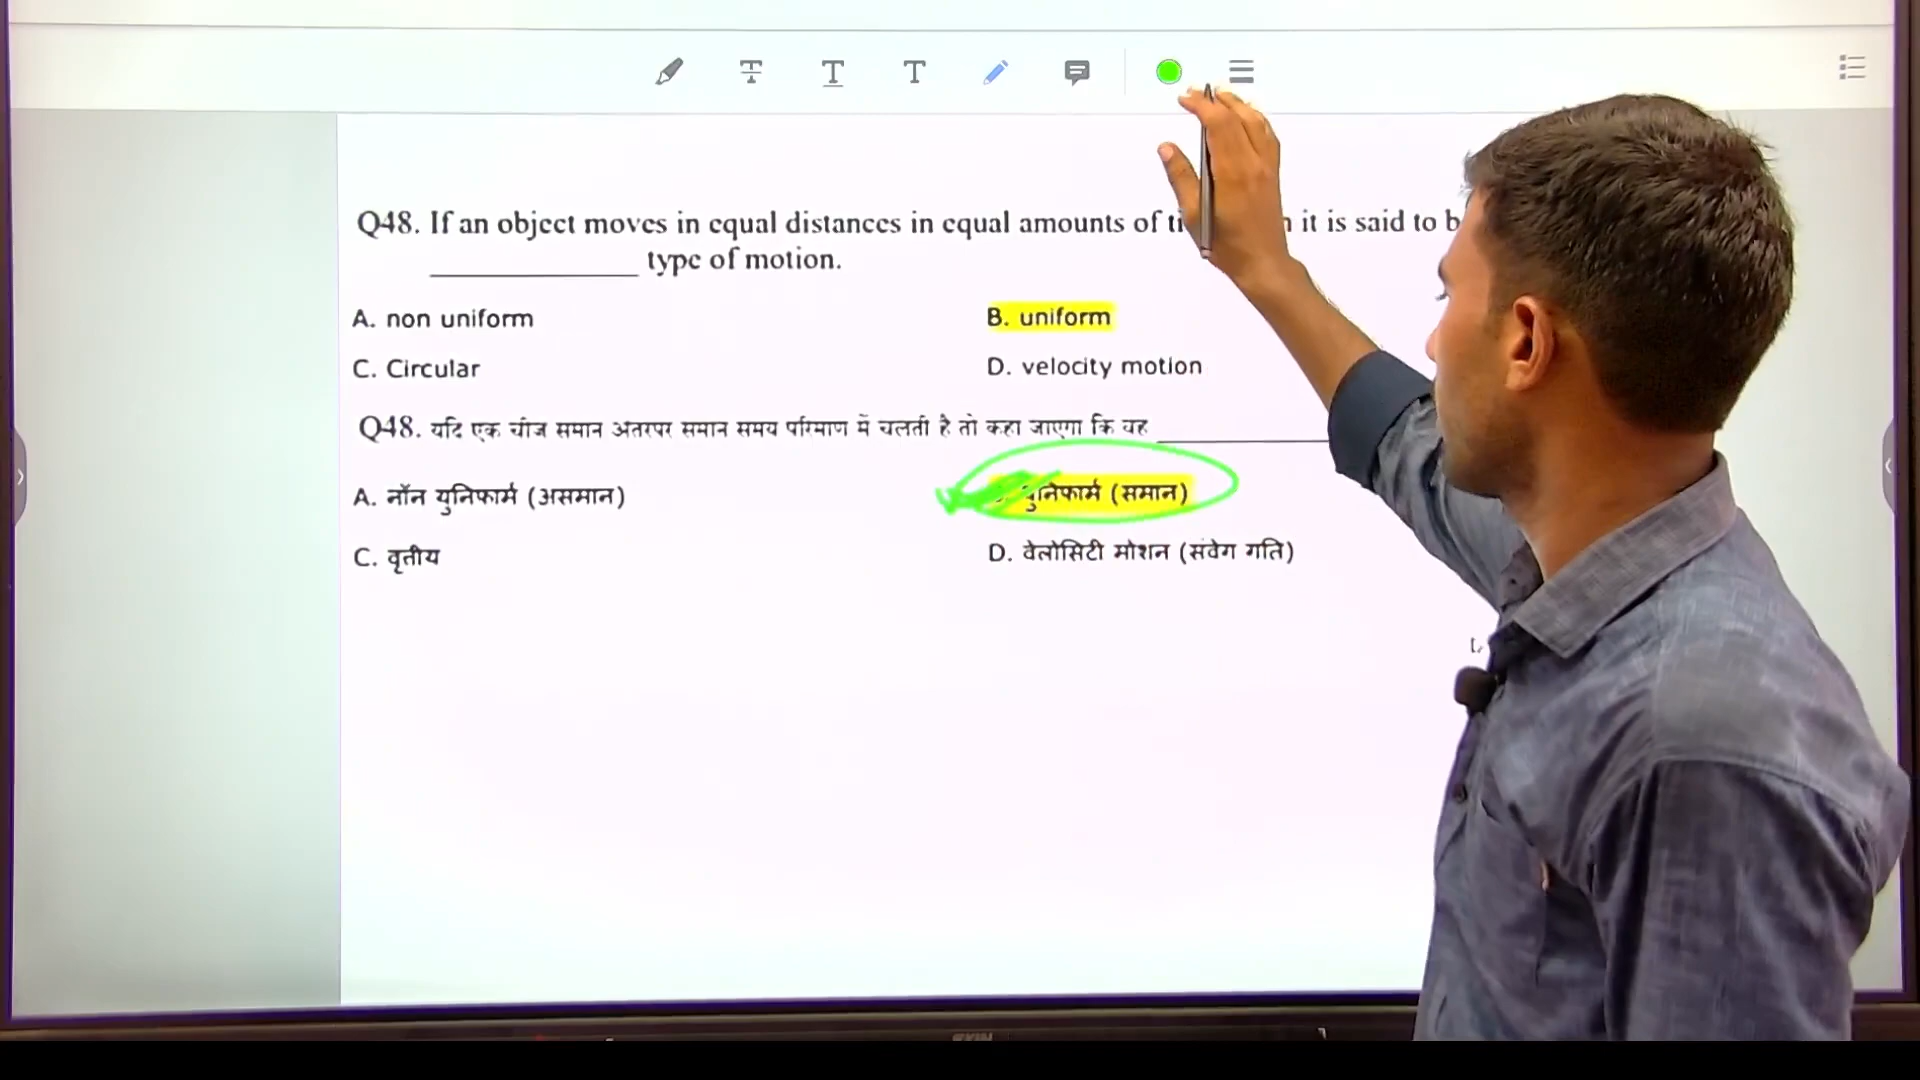 Q48. If an object moves in equal distances in equal amounts of it is said to
______________ type of motion.
A. non uniform
B. uniform
C. Circular
D. velocity motion
Q48. यदि एक चीज समान अंतरपर समान समय परिमाण में चलती है तो कहा जाएगा कि यह ______________
A. नॉन युनिफार्म (असमान)
युनिफार्म (समान)
C. वृतीय
D. वेलोसिटी मोशन (संवेग गति)